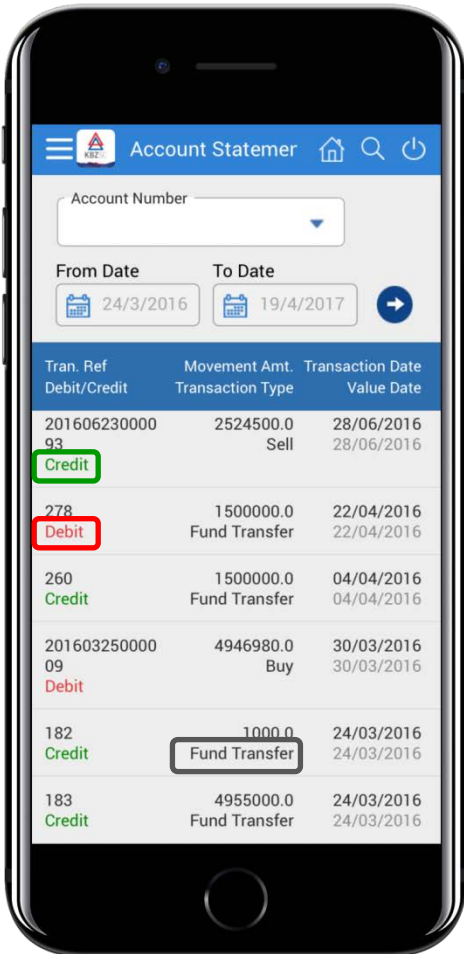 KBZSC
Account Statemer
Account Number
From Date To Date
24/3/2016 19/4/2017
Tran. Ref Movement Amt. Transaction Date
Debit/Credit Transaction Type Value Date
201606230000 2524500.0 28/06/2016
93 Sell 28/06/2016
Credit
278 1500000.0 22/04/2016
Debit Fund Transfer 22/04/2016
260 1500000.0 04/04/2016
Credit Fund Transfer 04/04/2016
201603250000 4946980.0 30/03/2016
09 Buy 30/03/2016
Debit
182 1000.0 24/03/2016
Credit Fund Transfer 24/03/2016
183 4955000.0 24/03/2016
Credit Fund Transfer 24/03/2016